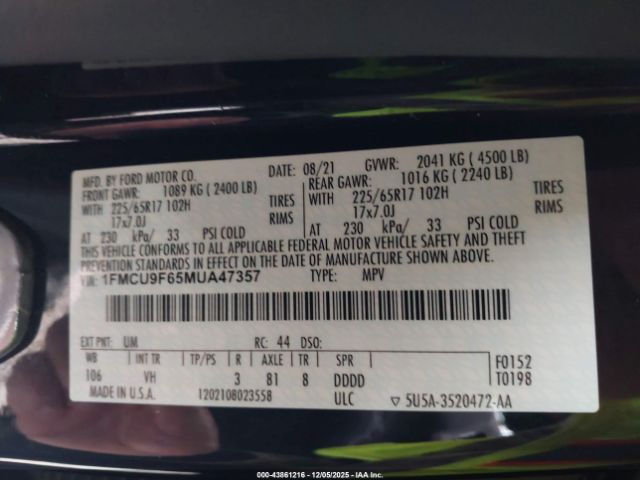 MFD. BY FORD MOTOR CO.
DATE: 08/21 GVWR: 2041 KG ( 4500 LB)
FRONT GAWR: 1089 KG ( 2400 LB) REAR GAWR: 1016 KG ( 2240 LB)
WITH 225/65R17 102H TIRES WITH 225/65R17 102H TIRES
17x7.0J RIMS 17x7.0J RIMS
AT 230 kPa/ 33 PSI COLD AT 230 kPa/ 33 PSI COLD
THIS VEHICLE CONFORMS TO ALL APPLICABLE FEDERAL MOTOR VEHICLE SAFETY AND THEFT
PREVENTION STANDARDS IN EFFECT ON THE DATE OF MANUFACTURE SHOWN ABOVE.
VIN: 1FMCU9F65MUA47357 TYPE: MPV
EXT PNT: UM RC: 44 DSO:
WB INT TR TP/PS R AXLE TR SPR F0152
106 VH 3 81 8 DDDD T0198
MADE IN U.S.A. 1202108023558 ULC ▽ 5U5A-3520472-AA
000-43861216 - 12/05/2025 - IAA Inc.